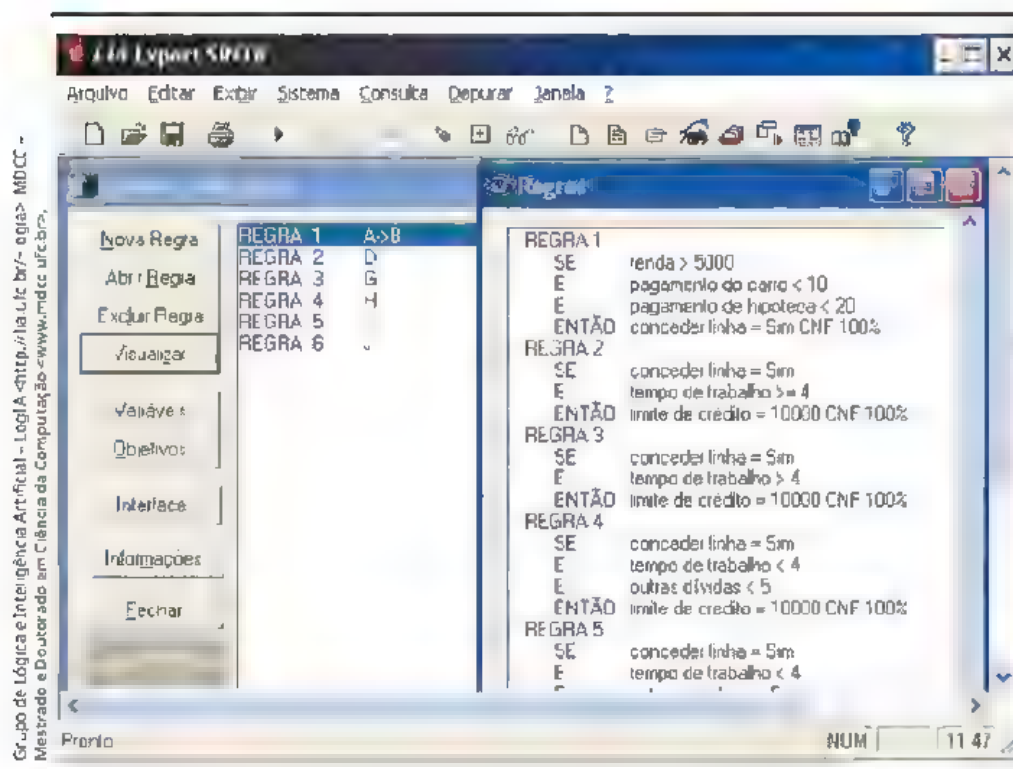 Grupo de Lógica e Inteligência Artificial - LogIA <http://lia.ufc.br/~logia> MDCC -
Mestrado e Doutorado em Ciência da Computação <www.mdcc.ufc.br>,
Expert SINTA
Arquivo Editar Exibir Sistema Consulta Depurar Janela ?
Nova Regra
Abrir Regra
Excluir Regra
Visualizar
Variáveis
Objetivos
Interface
Informações
Fechar
REGRA 1 A->B
REGRA 2 D
REGRA 3 G
REGRA 4 H
REGRA 5
REGRA 6
Regras
REGRA 1
SE renda > 5000
E pagamento do carro < 10
E pagamento de hipoteca < 20
ENTÃO conceder linha = Sim CNF 100%
REGRA 2
SE conceder linha = Sim
E tempo de trabalho >= 4
ENTÃO limite de crédito = 10000 CNF 100%
REGRA 3
SE conceder linha = Sim
E tempo de trabalho > 4
ENTÃO limite de crédito = 10000 CNF 100%
REGRA 4
SE conceder linha = Sim
E tempo de trabalho < 4
E outras dívidas < 5
ENTÃO limite de crédito = 10000 CNF 100%
REGRA 5
SE conceder linha = Sim
E tempo de trabalho < 4
Pronto NUM 11:47